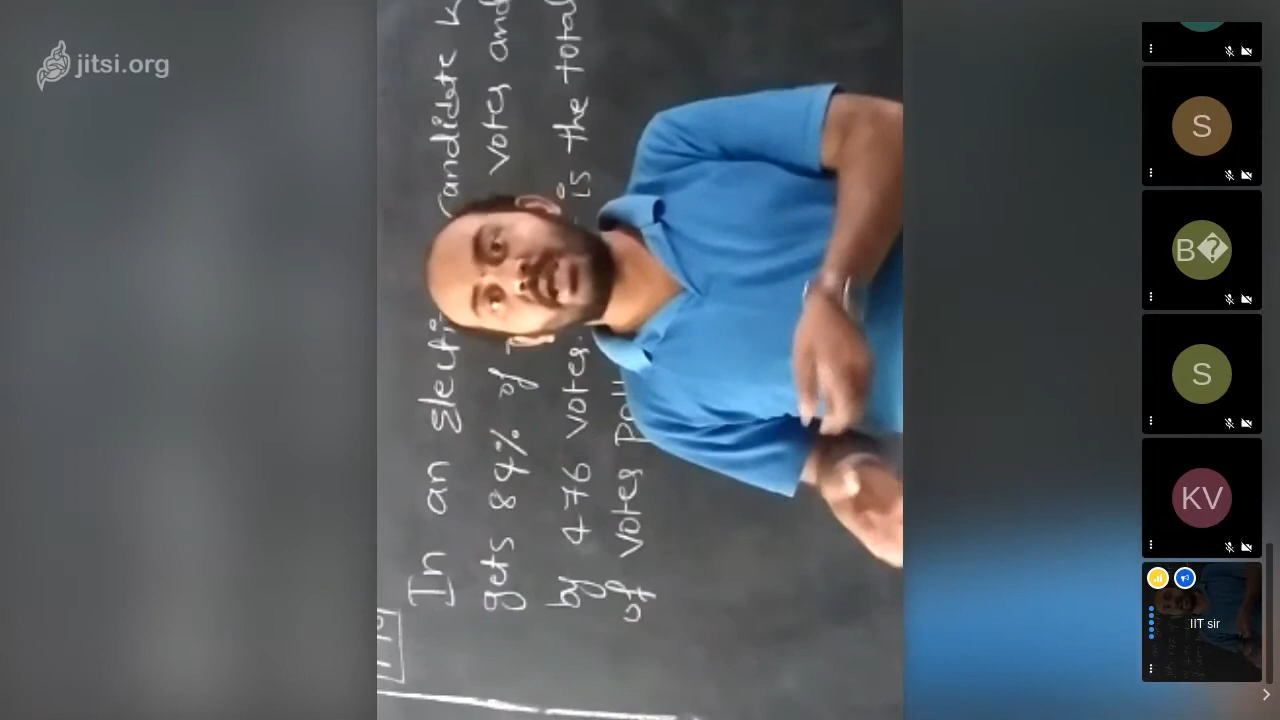 jitsi.org
In an Electi candidate K
gets 84% of votes and
by 476 votes. is the total
of votes Poll
S
B�
S
KV
IIT sir